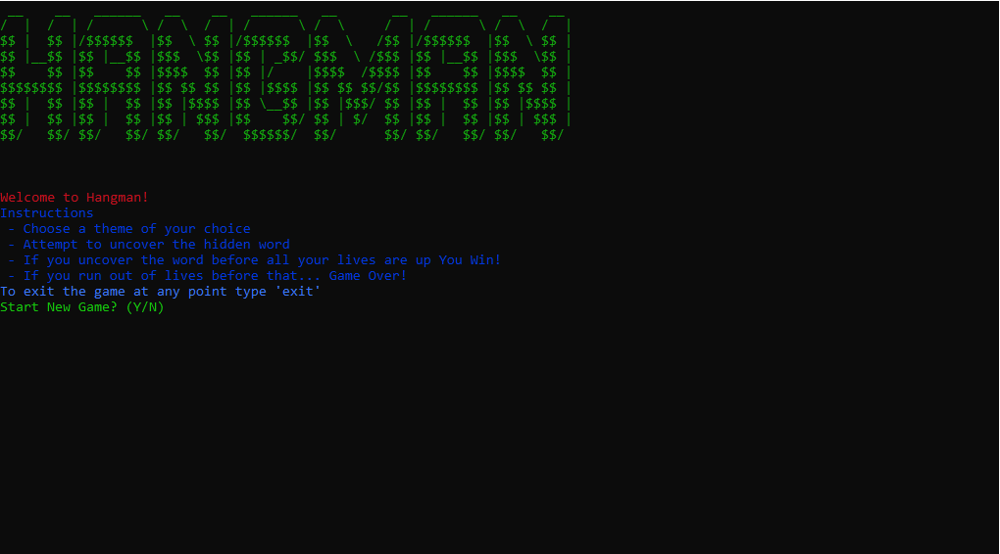 __    __   ______   __    __   ______   __       __   ______   __    __
/  |  /  | /      \ /  \  /  | /      \ /  \     /  | /      \ /  \  /  |
$$ |  $$ |/$$$$$$  |$$  \ $$ |/$$$$$$  |$$  \   /$$ |/$$$$$$  |$$  \ $$ |
$$ |__$$ |$$ |__$$ |$$$  \$$ |$$ | _$$/ $$$  \ /$$$ |$$ |__$$ |$$$  \$$ |
$$    $$ |$$    $$ |$$$$  $$ |$$ |/    |$$$$  /$$$$ |$$    $$ |$$$$  $$ |
$$$$$$$$ |$$$$$$$$ |$$ $$ $$ |$$ |$$$$ |$$ $$ $$/$$ |$$$$$$$$ |$$ $$ $$ |
$$ |  $$ |$$ |  $$ |$$ |$$$$ |$$ \__$$ |$$ |$$$/ $$ |$$ |  $$ |$$ |$$$$ |
$$ |  $$ |$$ |  $$ |$$ | $$$ |$$    $$/ $$ | $/  $$ |$$ |  $$ |$$ | $$$ |
$$/   $$/ $$/   $$/ $$/   $$/  $$$$$$/  $$/      $$/ $$/   $$/ $$/   $$/
Welcome to Hangman!
Instructions
 - Choose a theme of your choice
 - Attempt to uncover the hidden word
 - If you uncover the word before all your lives are up You Win!
 - If you run out of lives before that... Game Over!
To exit the game at any point type 'exit'
Start New Game? (Y/N)